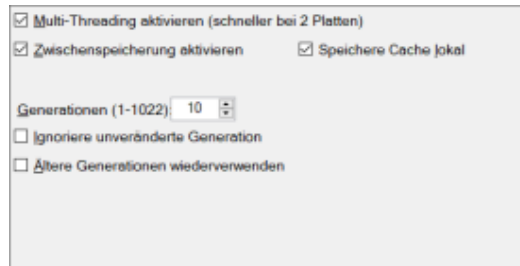 Multi-Threading aktivieren (schneller bei 2 Platten)
Zwischenspeicherung aktivieren Speichere Cache lokal
Generationen (1-1022): 10
Ignoriere unveränderte Generation
Ältere Generationen wiederverwenden